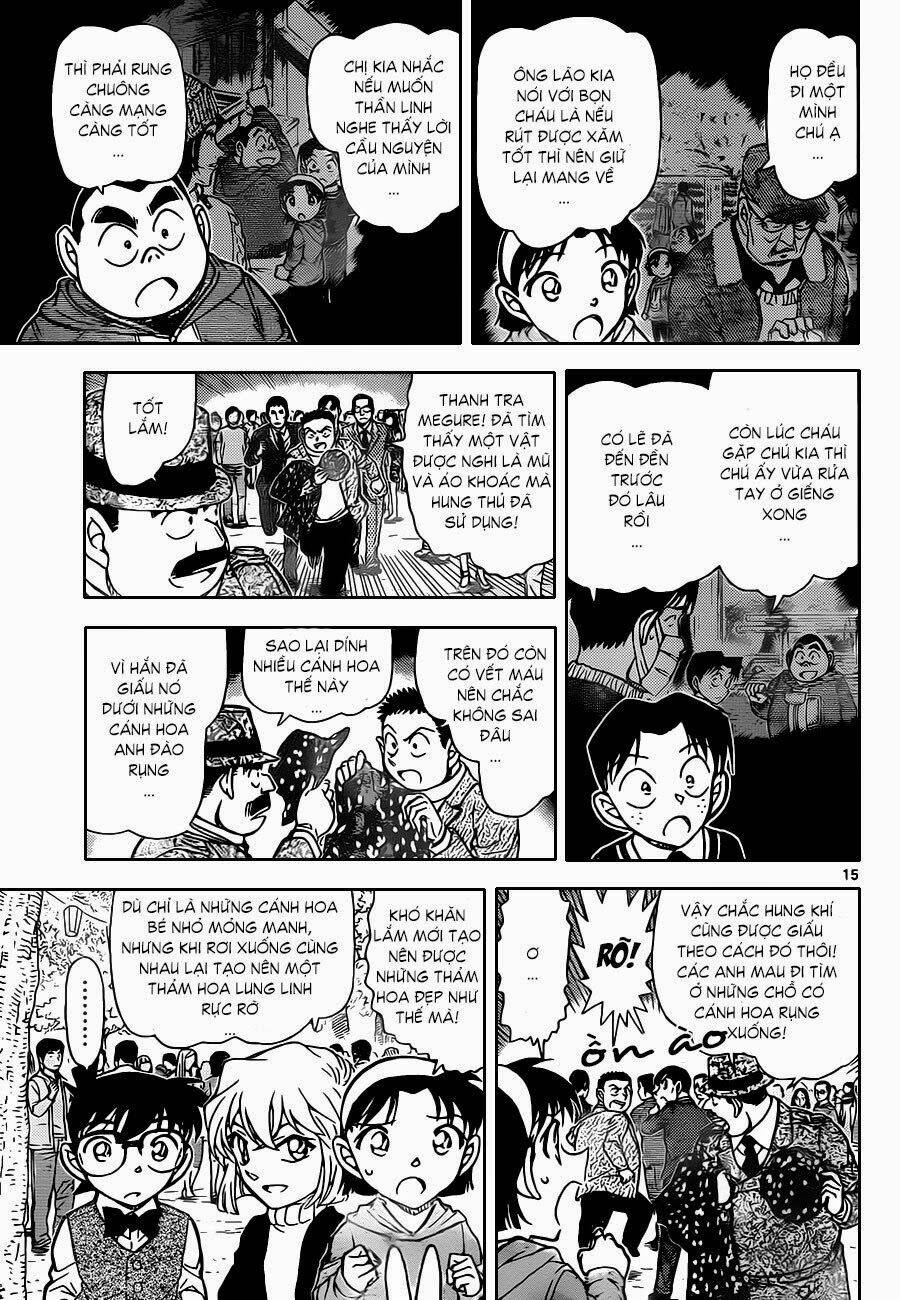 HỌ ĐỀU
ĐI MỘT
MÌNH
CHÚ Ạ
...
ÔNG LÃO KIA
NÓI VỚI BỌN
CHÁU LÀ NẾU
RÚT ĐƯỢC XĂM
TỐT THÌ NÊN GIỮ
LẠI MANG VỀ
...
CHỊ KIA NHẮC
NẾU MUỐN
THẦN LINH
NGHE THẤY LỜI
CẦU NGUYỆN
CỦA MÌNH
...
THÌ PHẢI RUNG
CHUÔNG
CÀNG MẠNG
CÀNG TỐT
...
CÒN LÚC CHÁU
GẶP CHÚ KIA THÌ
CHÚ ẤY VỪA RỬA
TAY Ở GIẾNG
XONG
...
CÓ LẼ ĐÃ
ĐẾN ĐỀN
TRƯỚC
ĐÓ LÂU
RỒI
...
THANH TRA
MEGURE! ĐÃ TÌM
THẤY MỘT VẬT
ĐƯỢC NGHI LÀ MŨ
VÀ ÁO KHOÁC MÀ
HUNG THỦ ĐÃ
SỬ DỤNG!
TỐT
LẮM!
TRÊN ĐÓ CÒN
CÓ VẾT MÁU
NÊN CHẮC
KHÔNG SAI
ĐÂU
...
SAO LẠI DÍNH
NHIỀU CÁNH HOA
THẾ NÀY
...
VÌ HẮN ĐÃ
GIẤU NÓ
DƯỚI NHỮNG
CÁNH HOA
ANH ĐÀO
RỤNG
...
15
VẬY CHẮC HUNG KHÍ
CŨNG ĐƯỢC GIẤU
THEO CÁCH ĐÓ THÔI!
CÁC ANH MAU ĐI TÌM
Ở NHỮNG CHỖ CÓ
CÁNH HOA RỤNG
XUỐNG!
RÕ!
Ơ
...
ỒN ÀO
KHÓ KHĂN
LẮM MỚI TẠO
NÊN ĐƯỢC
NHỮNG THẢM
HOA ĐẸP NHƯ
THẾ MÀ!
DÙ CHỈ LÀ NHỮNG CÁNH HOA
BÉ NHỎ MỎNG MANH,
NHƯNG KHI RƠI XUỐNG CÙNG
NHAU LẠI TẠO NÊN MỘT
THẢM HOA LUNG LINH
RỰC RỠ
...
........